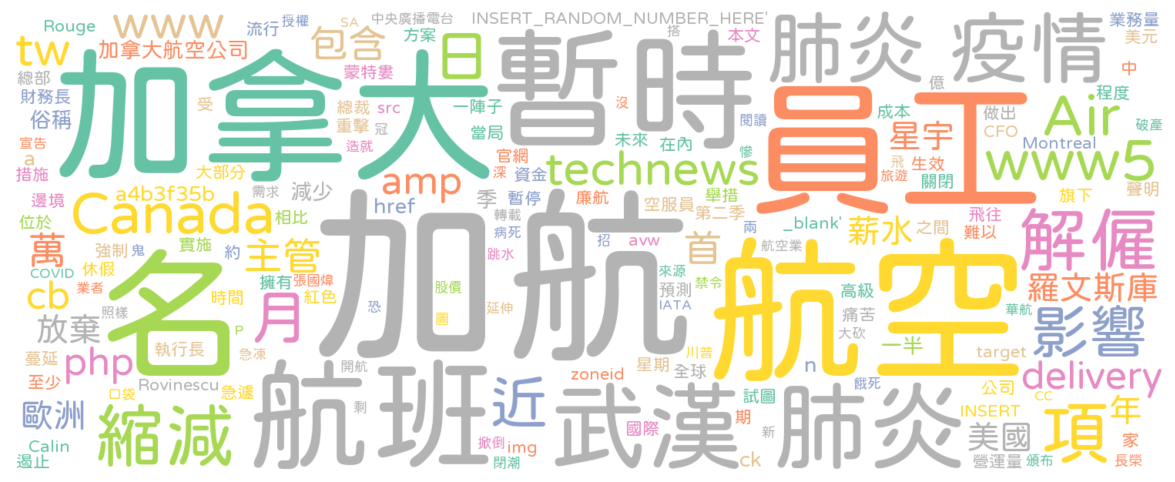 Rouge
www
流行
授權
SA
中央廣播電台
INSERT_RANDOM_NUMBER_HERE'
搭
本文
業務量
美元
tw
加拿大航空公司
包含
方案
日
暫時
肺炎
疫情
中
總部
財務長
俗稱
宣告
a
措施
加拿大
受
蒙特婁
總裁
重擊
造就
src
冠
一陣子
當局
官網
深
沒
未來
在內
閱讀
慘
億
成本
星宇
做出
CFO
程度
Air
破產
Montreal
員工
www5
飛
旅遊
生效
關閉
technews
資金
amp
href
季
暫停
廉航
舉措
空服員
第二季
旗下
聲明
邊境
位於
大部分
a4b3f35b
需求
減少
Canada
相比
轉載
病死
跳水
招
avw
首
兩
_blank'
航空業
薪水
之間
飛往
難以
解僱
萬
強制
鬼
實施
約
主管
COVID
業者
休假
擁有
張國煒
紅色
時間
月
加航
航空
來源
預測
IATA
禁令
高級
痛苦
大砍
華航
羅文斯庫
cb
照樣
名
P
放棄
執行長
急凍
恐
股價
圖
延伸
影響
蔓延
php
至少
Rovinescu
口袋
急遽
開航
剩
星期
全球
川普
一半
target
zoneid
n
餓死
delivery
公司
cc
歐洲
縮減
航班
近
武漢
肺炎
試圖
期
新
國際
INSERT
美國
項
年
家
Calin
遏止
掀倒
閉潮
img
ck
營運量
頒布
長榮